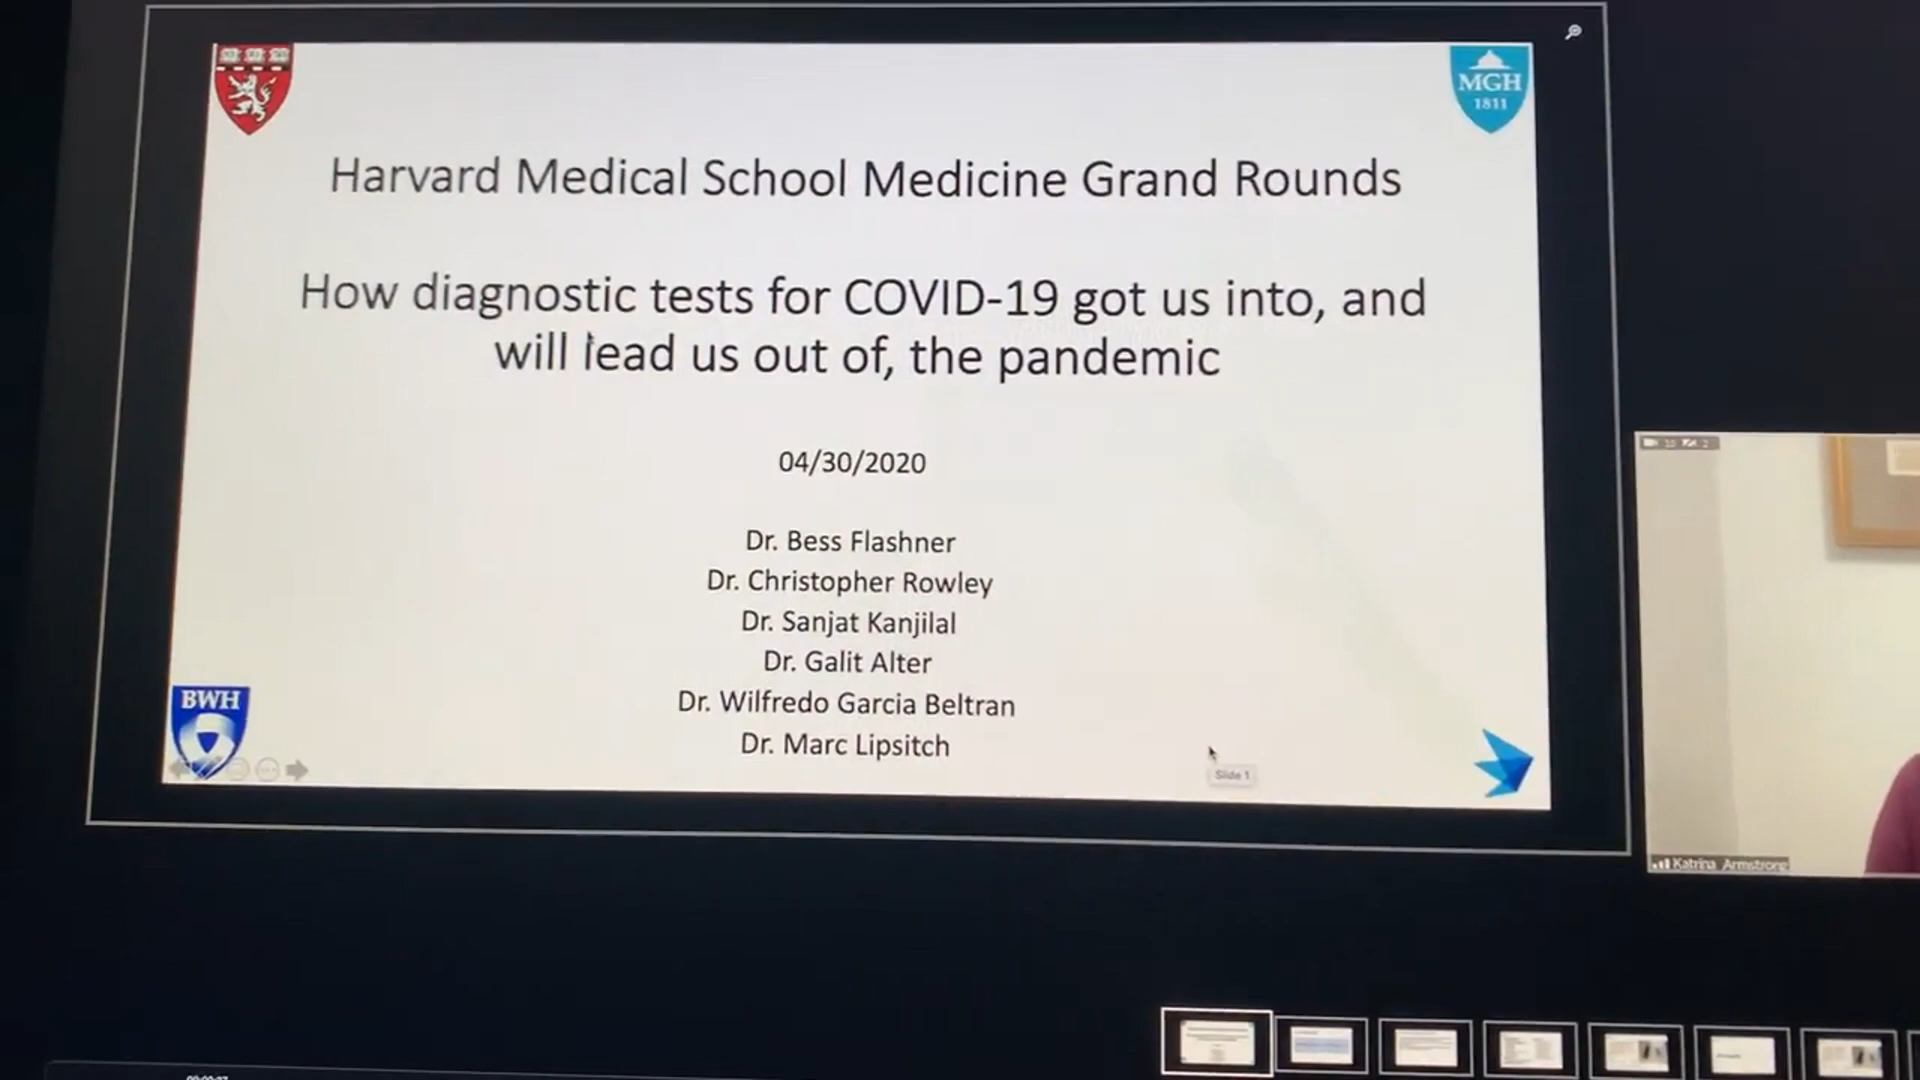 MGH
1811
Harvard Medical School Medicine Grand Rounds
How diagnostic tests for COVID-19 got us into, and
will lead us out of, the pandemic
04/30/2020
Dr. Bess Flashner
Dr. Christopher Rowley
Dr. Sanjat Kanjilal
Dr. Galit Alter
Dr. Wilfredo Garcia Beltran
Dr. Marc Lipsitch
BWH
Slide 1
Katrina_Armstrong